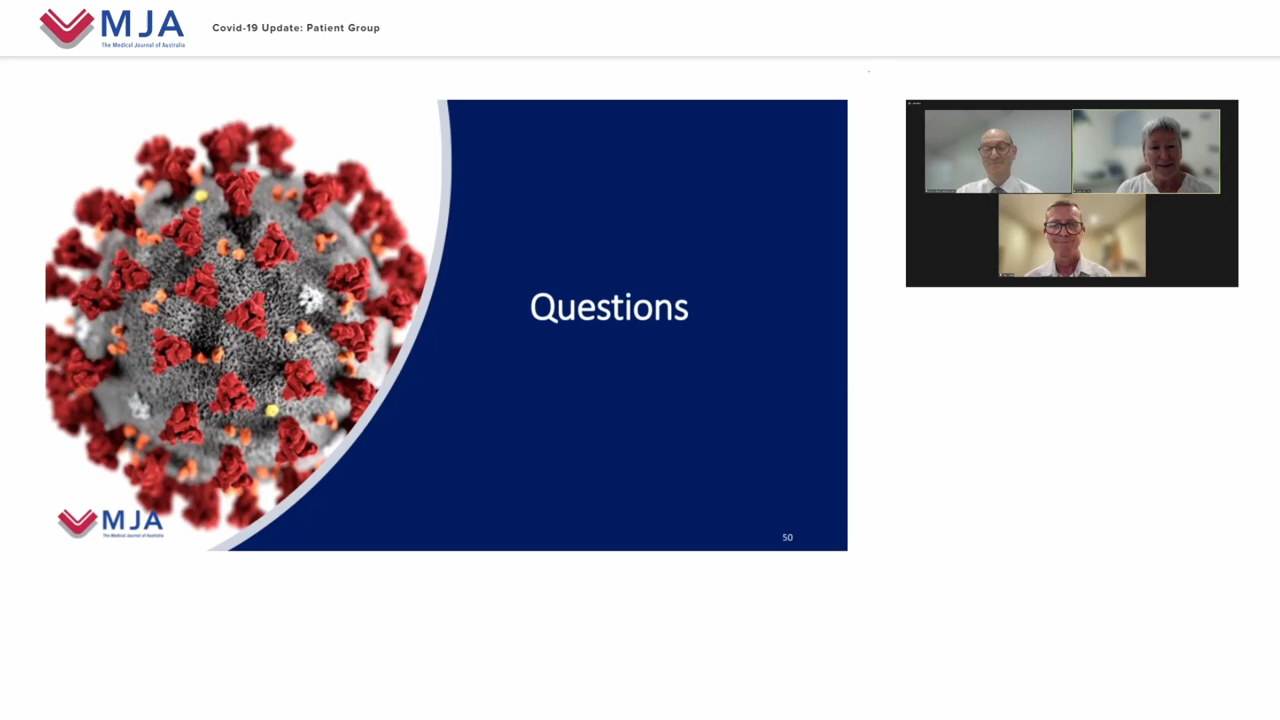 MJA
The Medical Journal of Australia
Covid-19 Update: Patient Group
Questions
MJA
The Medical Journal of Australia
50